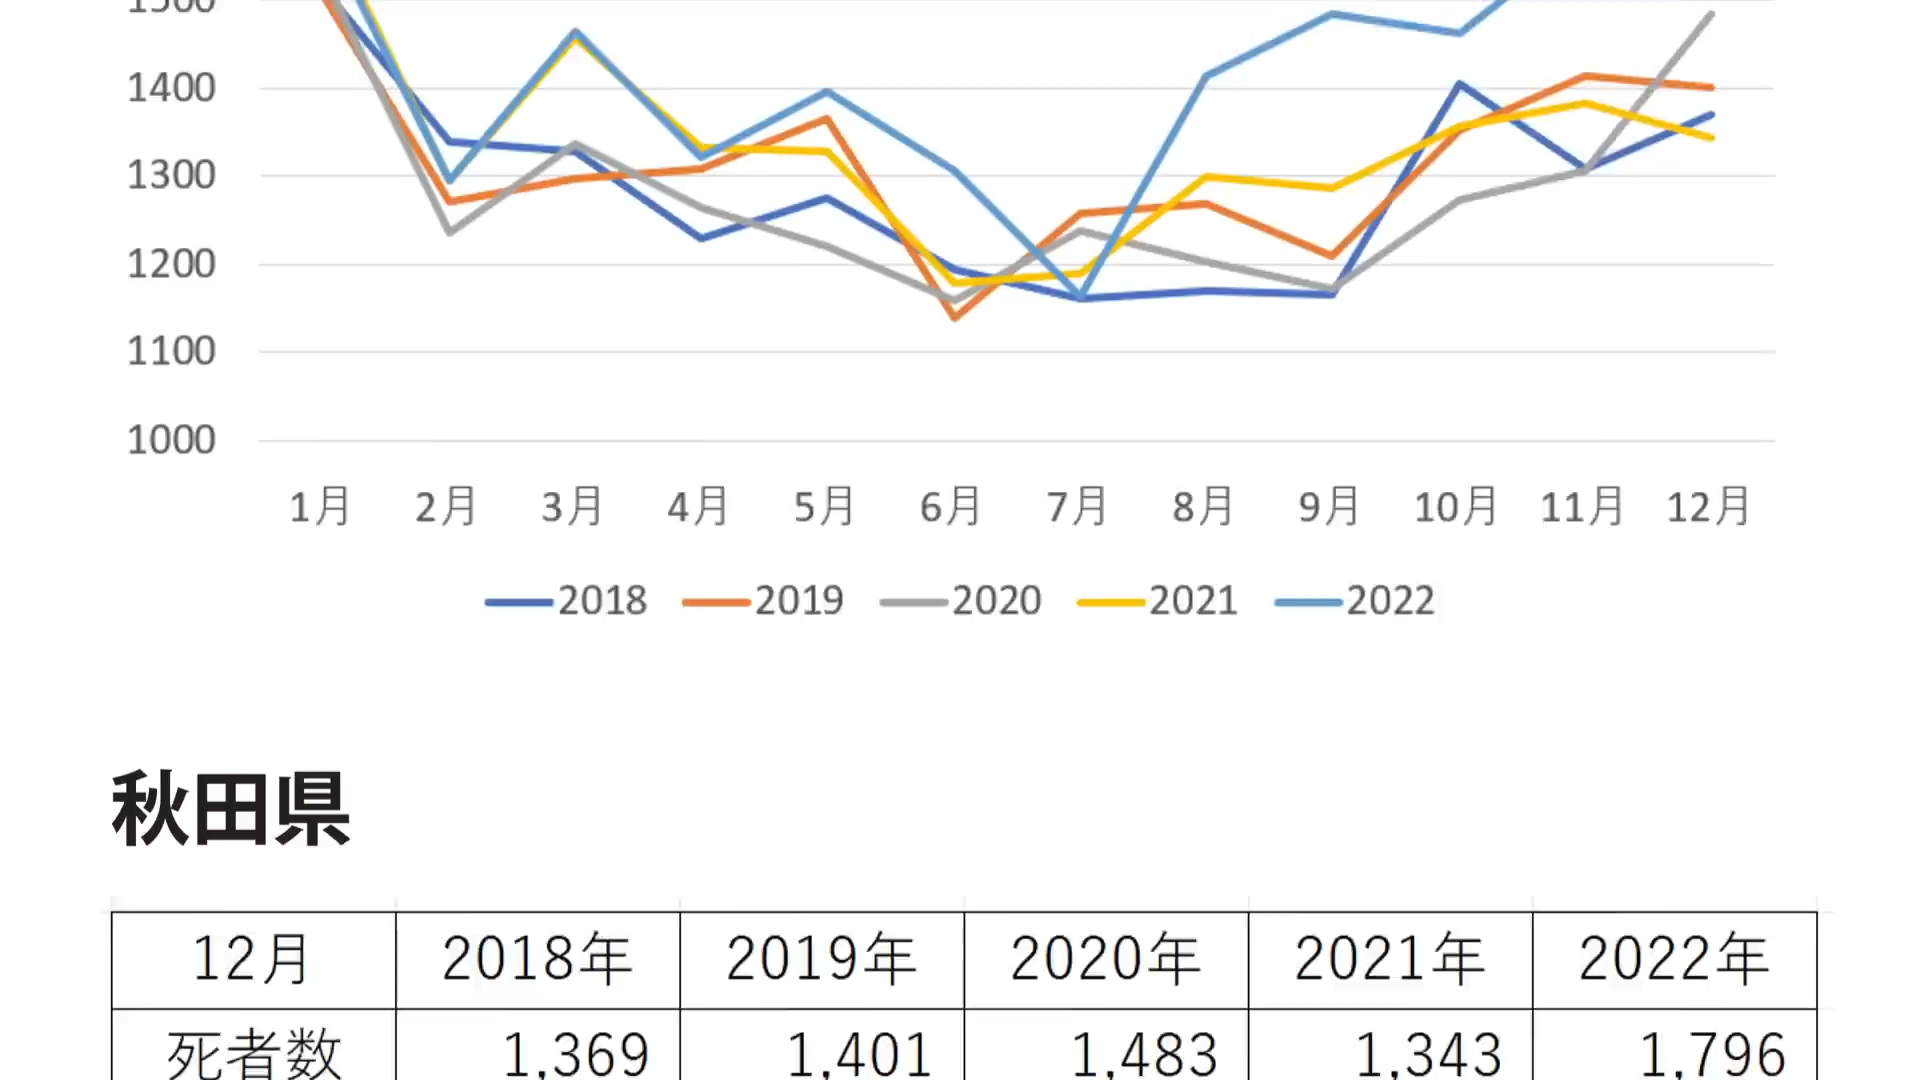 1500
1400
1300
1200
1100
1000
1月 2月 3月 4月 5月 6月 7月 8月 9月 10月 11月 12月
2018 2019 2020 2021 2022
秋田県
12月 2018年 2019年 2020年 2021年 2022年
死者数 1,369 1,401 1,483 1,343 1,796